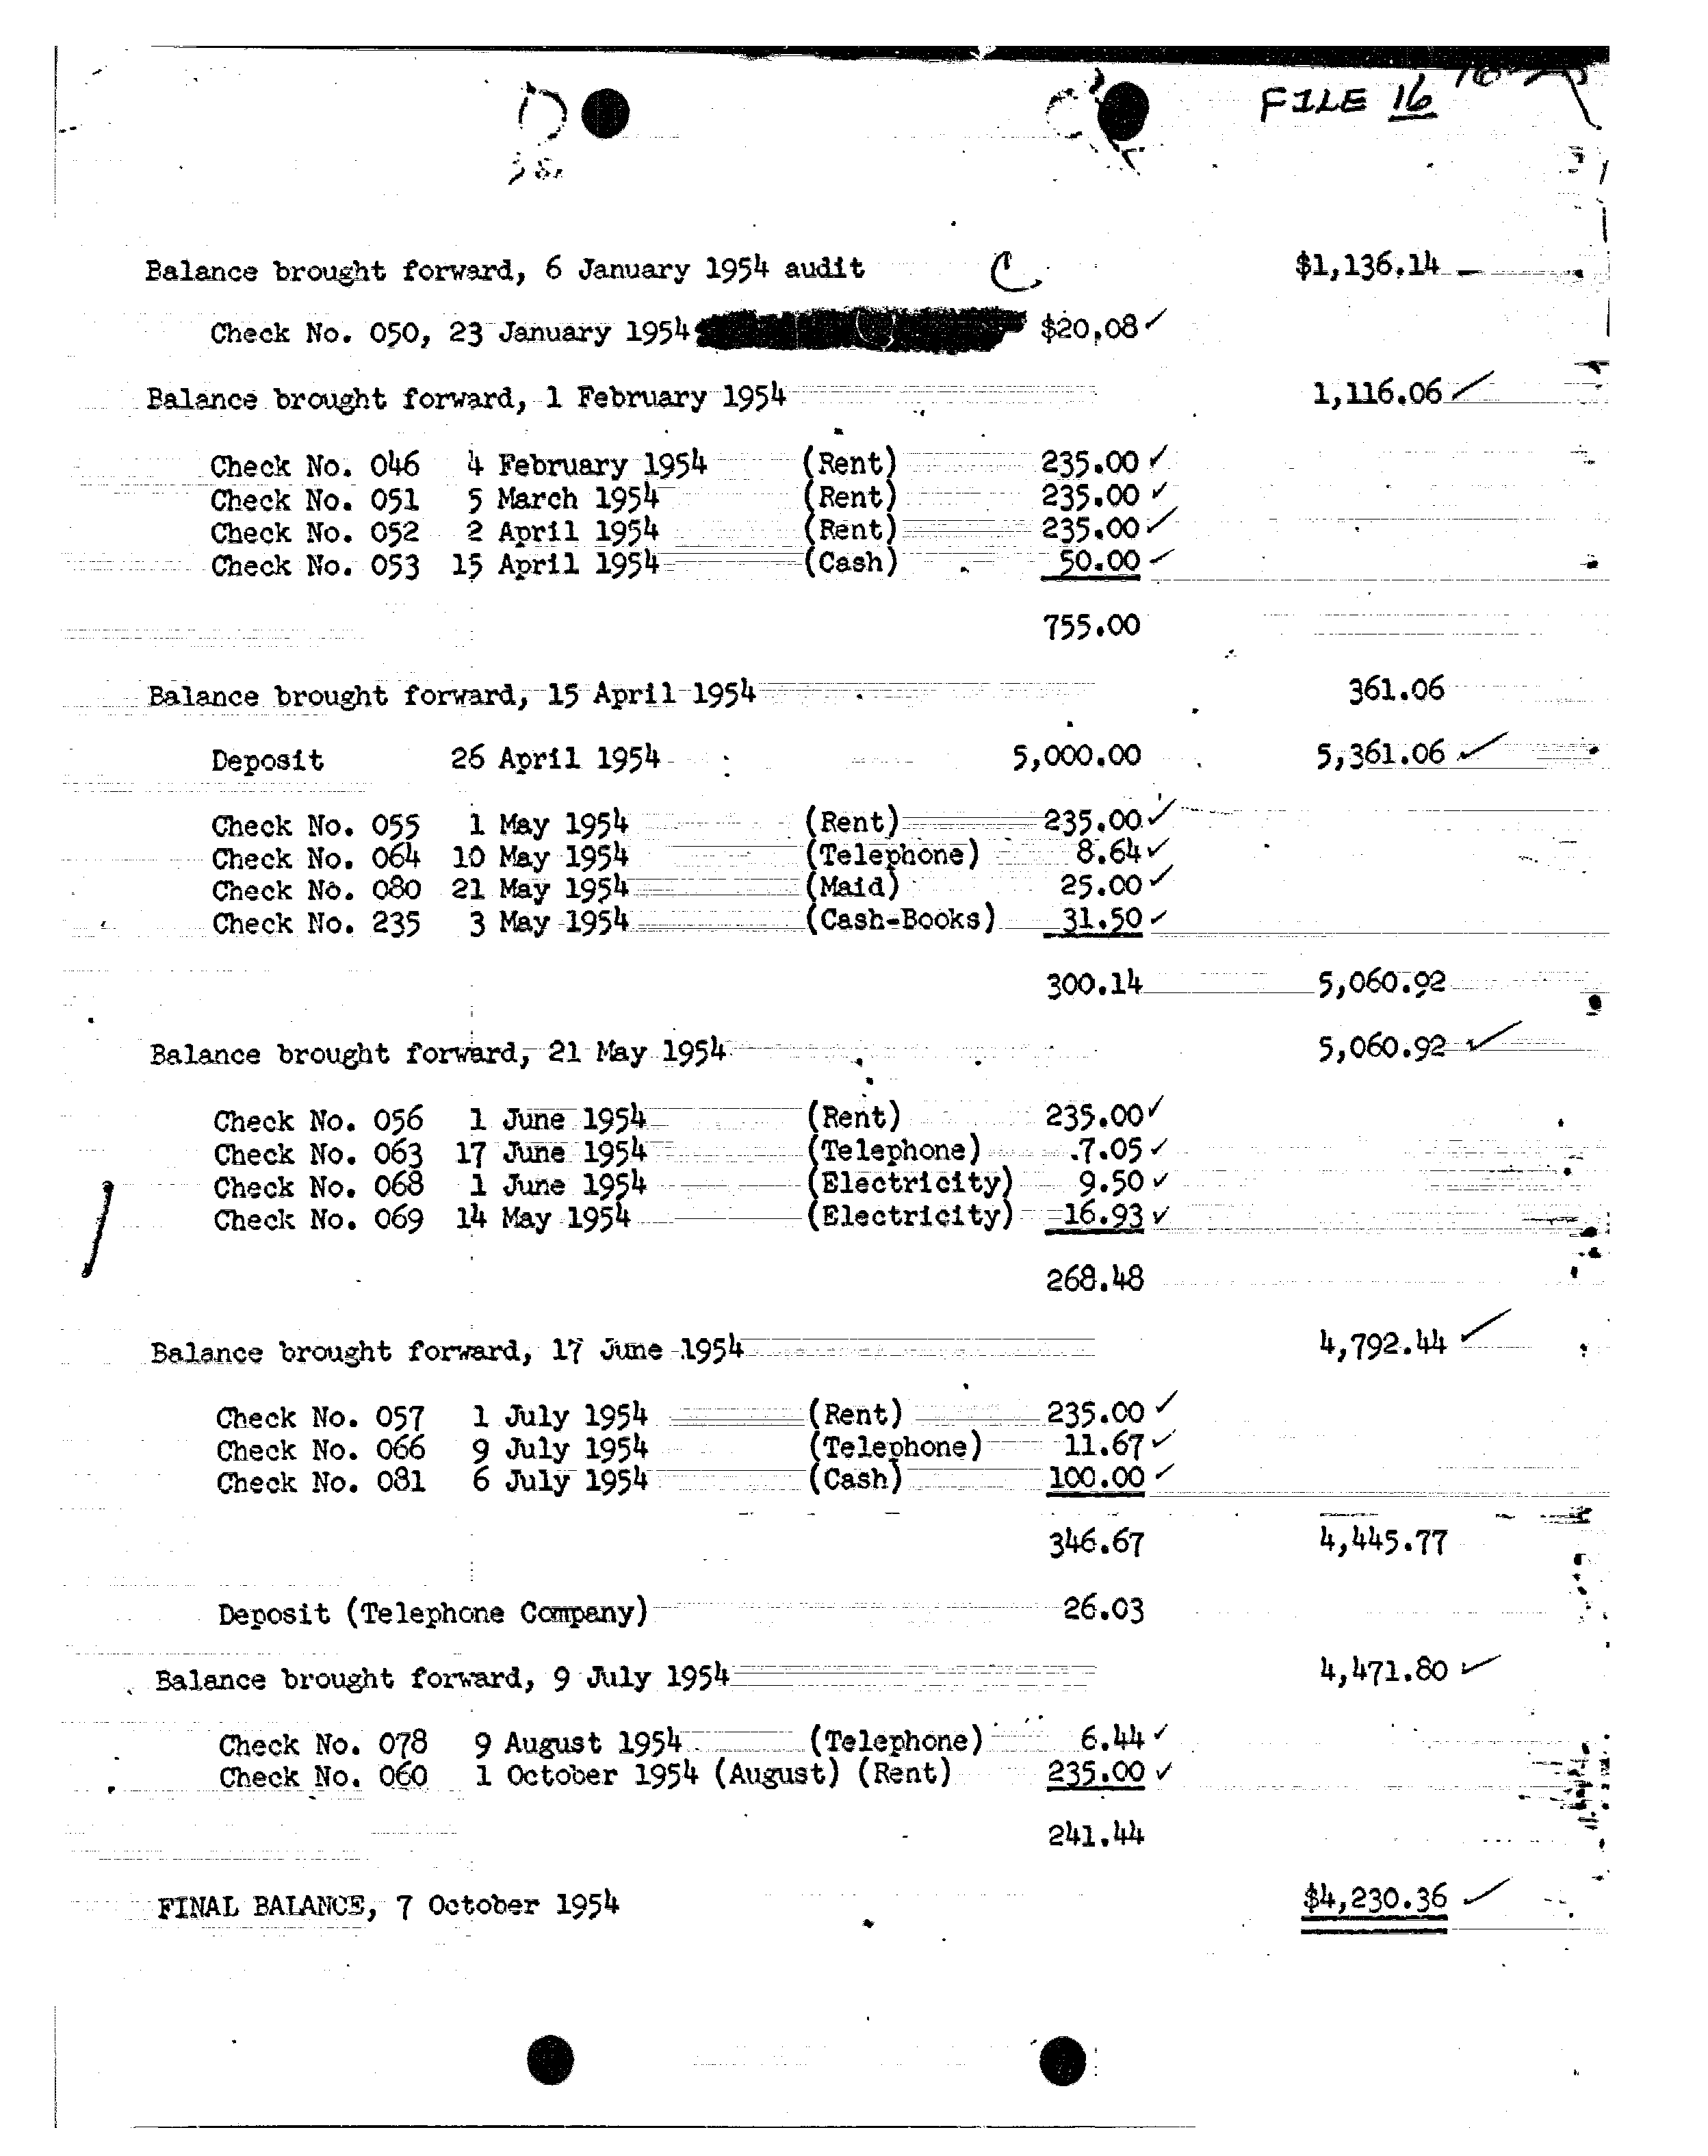 FILE 16
Balance brought forward, 6 January 1954 audit C $1,136.14
Check No. 050, 23 January 1954 $20.08
Balance brought forward, 1 February 1954 1,116.06
Check No. 046 4 February 1954 (Rent) 235.00
Check No. 051 5 March 1954 (Rent) 235.00
Check No. 052 2 April 1954 (Rent) 235.00
Check No. 053 15 April 1954 (Cash) 50.00
755.00
Balance brought forward, 15 April 1954 361.06
Deposit 26 April 1954 5,000.00 5,361.06
Check No. 055 1 May 1954 (Rent) 235.00
Check No. 064 10 May 1954 (Telephone) 8.64
Check No. 080 21 May 1954 (Maid) 25.00
Check No. 235 3 May 1954 (Cash-Books) 31.50
300.14 5,060.92
Balance brought forward, 21 May 1954 5,060.92
Check No. 056 1 June 1954 (Rent) 235.00
Check No. 063 17 June 1954 (Telephone) 7.05
Check No. 068 1 June 1954 (Electricity) 9.50
Check No. 069 14 May 1954 (Electricity) 16.93
268.48
Balance brought forward, 17 June 1954 4,792.44
Check No. 057 1 July 1954 (Rent) 235.00
Check No. 066 9 July 1954 (Telephone) 11.67
Check No. 081 6 July 1954 (Cash) 100.00
346.67 4,445.77
Deposit (Telephone Company) 26.03
Balance brought forward, 9 July 1954 4,471.80
Check No. 078 9 August 1954 (Telephone) 6.44
Check No. 060 1 October 1954 (August) (Rent) 235.00
241.44
FINAL BALANCE, 7 October 1954 $4,230.36